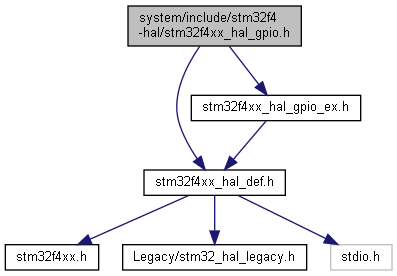 system/include/stm32f4
-hal/stm32f4xx_hal_gpio.h
stm32f4xx_hal_gpio_ex.h
stm32f4xx_hal_def.h
stm32f4xx.h
Legacy/stm32_hal_legacy.h
stdio.h